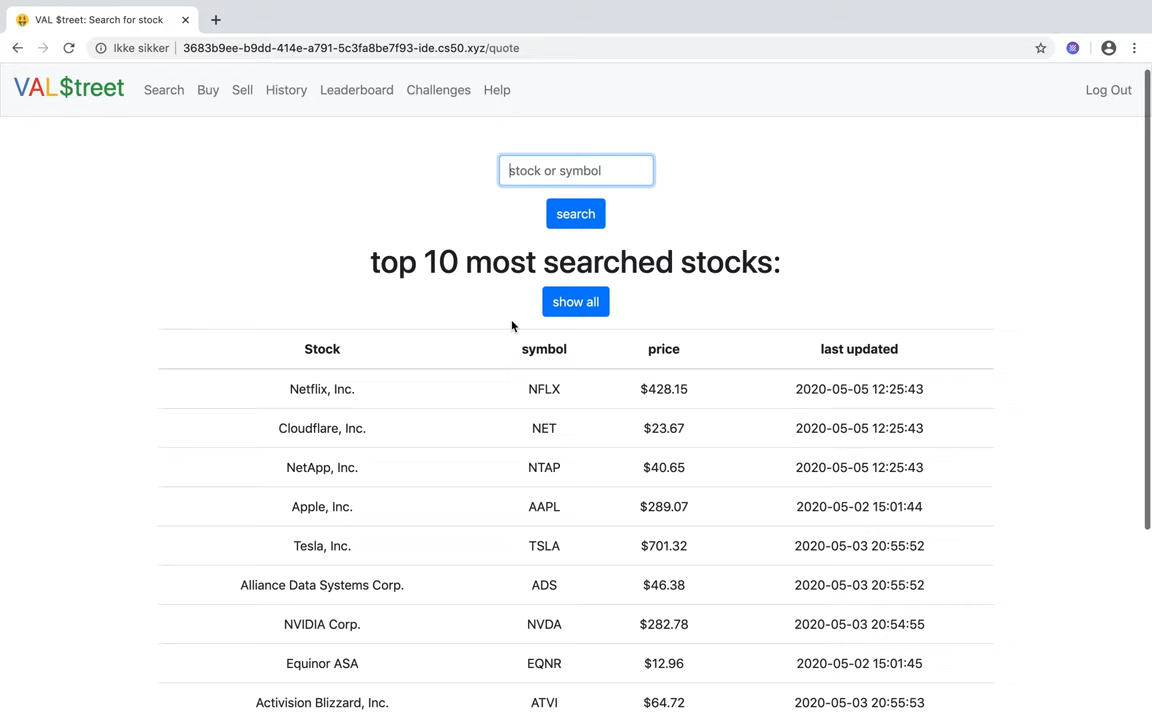 VAL $treet: Search for stock
Ikke sikker 3683b9ee-b9dd-414e-a791-5c3fa8be7f93-ide.cs50.xyz/quote
VAL$treet Search Buy Sell History Leaderboard Challenges Help Log Out
stock or symbol
search
top 10 most searched stocks:
show all
Stock symbol price last updated
Netflix, Inc. NFLX $428.15 2020-05-05 12:25:43
Cloudflare, Inc. NET $23.67 2020-05-05 12:25:43
NetApp, Inc. NTAP $40.65 2020-05-05 12:25:43
Apple, Inc. AAPL $289.07 2020-05-02 15:01:44
Tesla, Inc. TSLA $701.32 2020-05-03 20:55:52
Alliance Data Systems Corp. ADS $46.38 2020-05-03 20:55:52
NVIDIA Corp. NVDA $282.78 2020-05-03 20:54:55
Equinor ASA EQNR $12.96 2020-05-02 15:01:45
Activision Blizzard, Inc. ATVI $64.72 2020-05-03 20:55:53